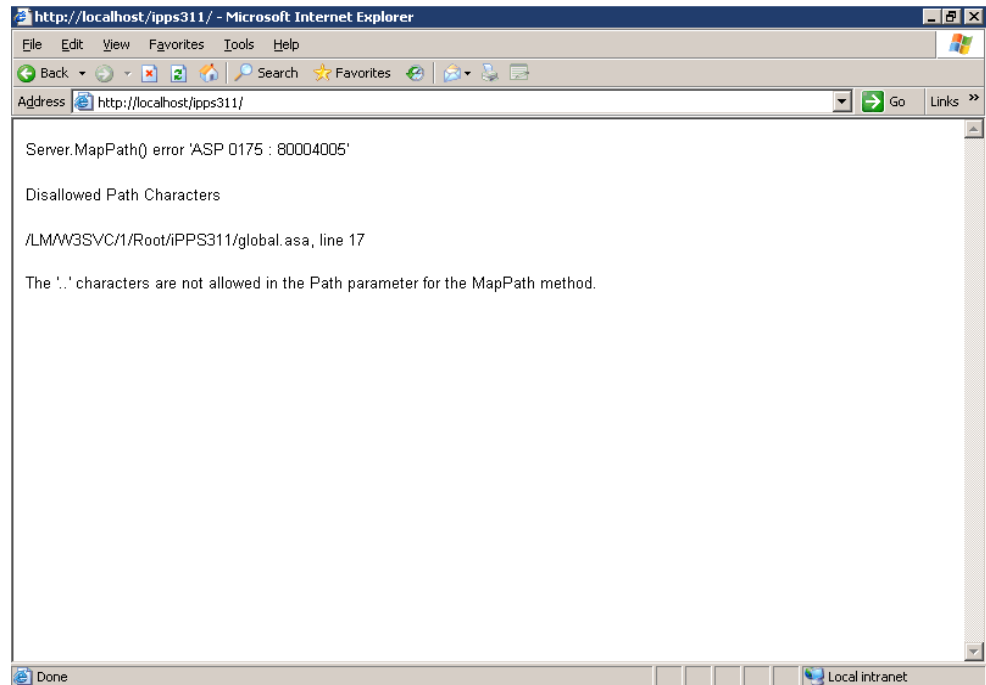 http://localhost/ipps311/ - Microsoft Internet Explorer
File Edit View Favorites Tools Help
Back Search Favorites
Address http://localhost/ipps311/ Go Links »
Server.MapPath() error 'ASP 0175 : 80004005'
Disallowed Path Characters
/LM/W3SVC/1/Root/iPPS311/global.asa, line 17
The '..' characters are not allowed in the Path parameter for the MapPath method.
Done Local intranet